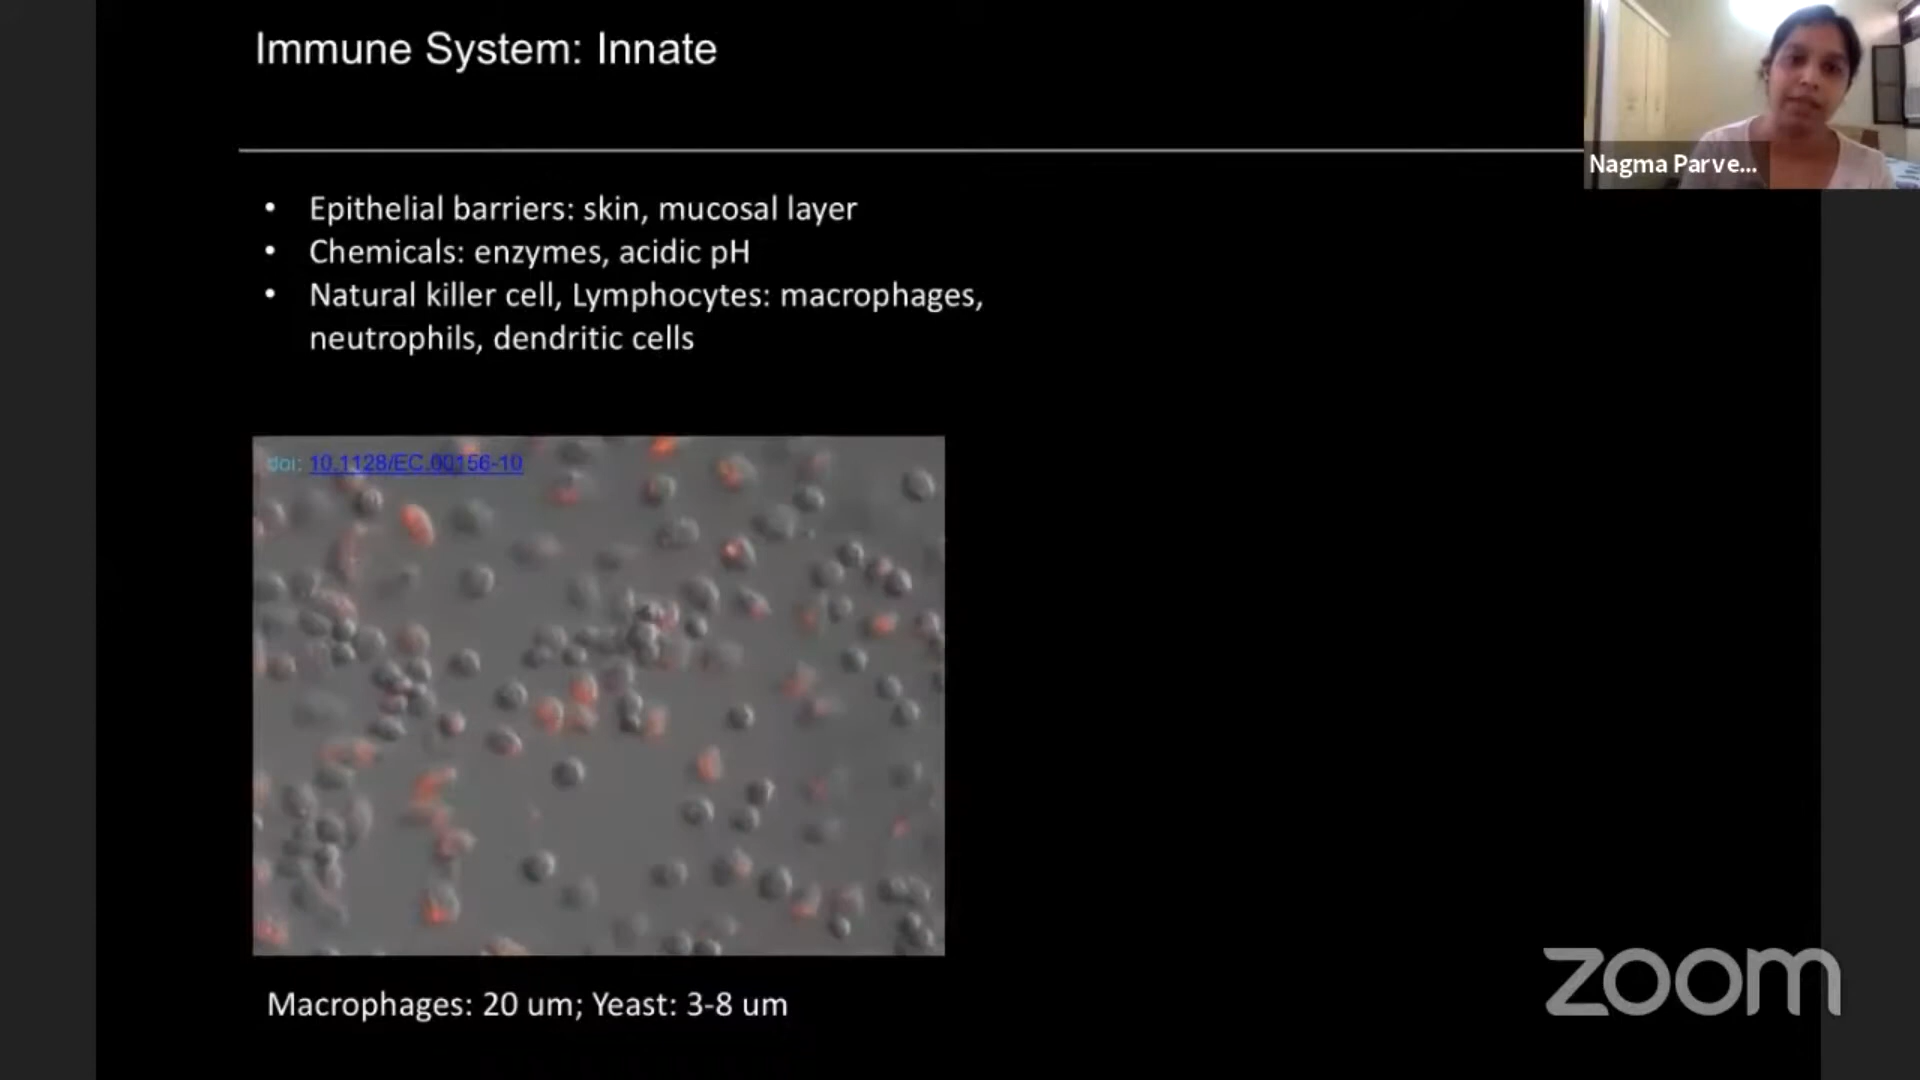 Immune System: Innate
Nagma Parve...
• Epithelial barriers: skin, mucosal layer
• Chemicals: enzymes, acidic pH
• Natural killer cell, Lymphocytes: macrophages,
neutrophils, dendritic cells
doi: 10.1128/EC.00156-10
Macrophages: 20 um; Yeast: 3-8 um
zoom